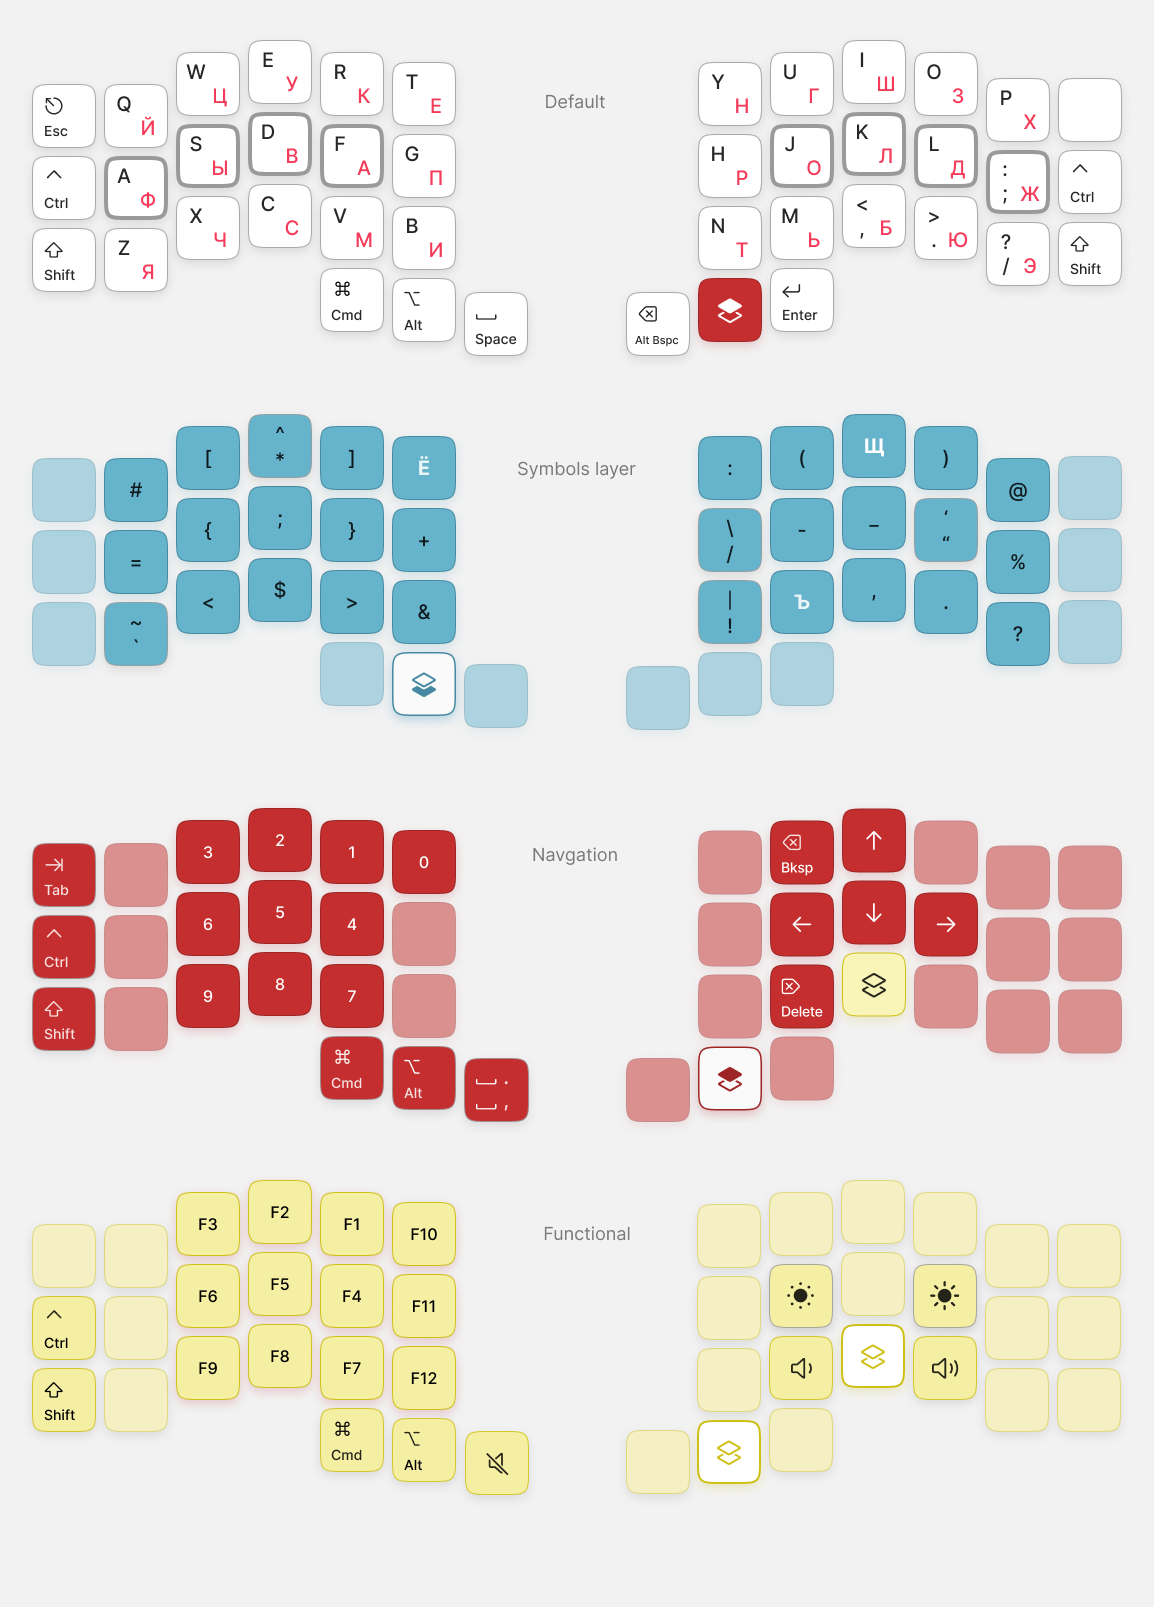 Default
Esc
Q Й
W Ц
E У
R К
T Е
Y Н
U Г
I Ш
O З
P Х
Ctrl
A Ф
S Ы
D В
F А
G П
H Р
J О
K Л
L Д
: ; Ж
Ctrl
Shift
Z Я
X Ч
C С
V М
B И
N Т
M Ь
< , Б
> . Ю
? / Э
Shift
⌘ Cmd
⌥ Alt
Space
Alt Bspc
Enter
Symbols layer
#
[
^ *
]
Ё
:
(
Щ
)
@
=
{
;
}
+
\ /
-
–
‘ “
%
~ `
<
$
>
&
| !
Ъ
,
.
?
Navgation
Tab
3
2
1
0
Bksp
↑
Ctrl
6
5
4
←
↓
→
Shift
9
8
7
Delete
⌘ Cmd
⌥ Alt
.
,
Functional
F3
F2
F1
F10
Ctrl
F6
F5
F4
F11
Shift
F9
F8
F7
F12
⌘ Cmd
⌥ Alt